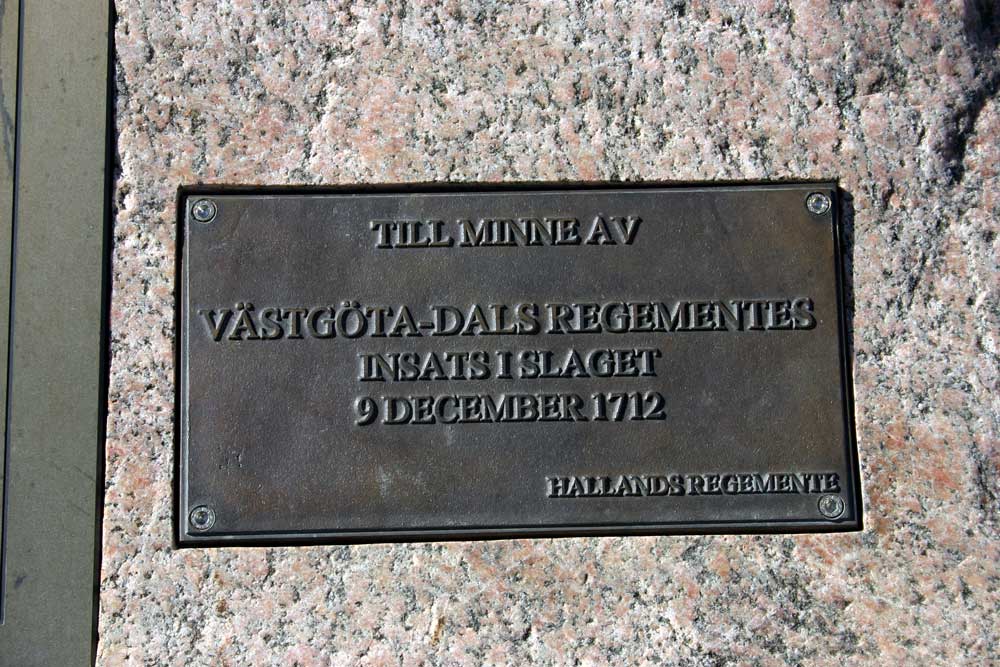 TILL MINNE AV
VÄSTGÖTA-DALS REGEMENTES
INSATS I SLAGET
9 DECEMBER 1712
HALLANDS REGEMENTE